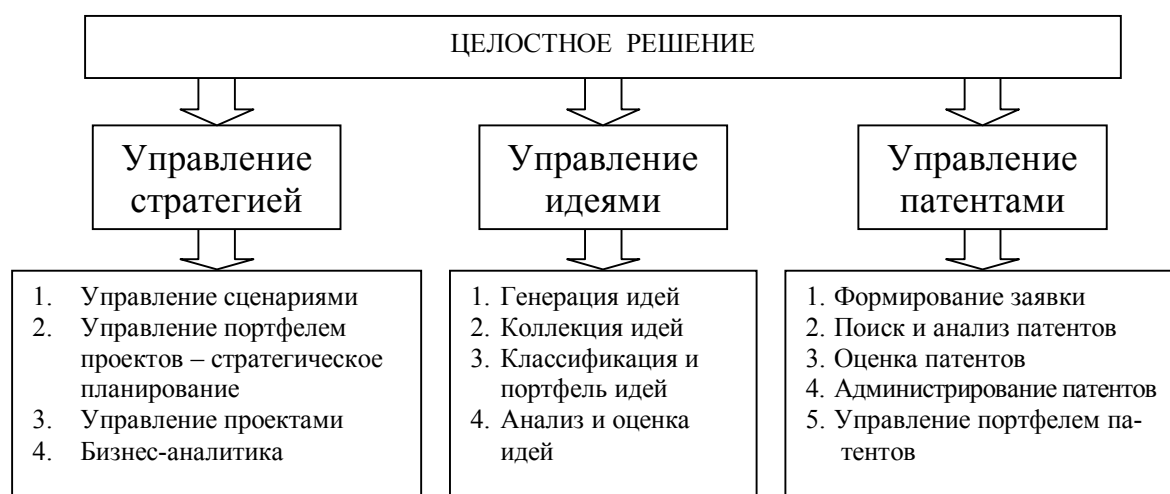 ЦЕЛОСТНОЕ РЕШЕНИЕ
Управление
стратегией
Управление
идеями
Управление
патентами
1. Управление сценариями
2. Управление портфелем
проектов – стратегическое
планирование
3. Управление проектами
4. Бизнес-аналитика
1. Генерация идей
2. Коллекция идей
3. Классификация и
портфель идей
4. Анализ и оценка
идей
1. Формирование заявки
2. Поиск и анализ патентов
3. Оценка патентов
4. Администрирование патентов
5. Управление портфелем па-
тентов